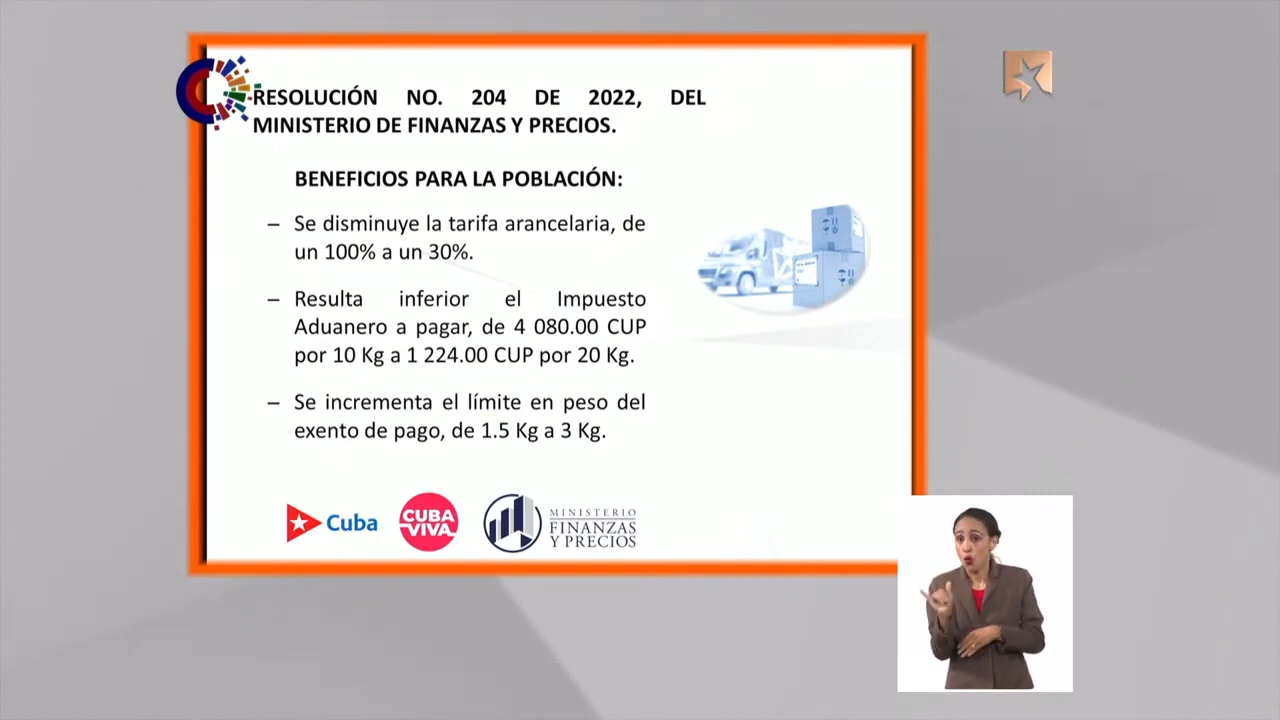 RESOLUCIÓN NO. 204 DE 2022, DEL
MINISTERIO DE FINANZAS Y PRECIOS.
BENEFICIOS PARA LA POBLACIÓN:
– Se disminuye la tarifa arancelaria, de
un 100% a un 30%.
– Resulta inferior el Impuesto
Aduanero a pagar, de 4 080.00 CUP
por 10 Kg a 1 224.00 CUP por 20 Kg.
– Se incrementa el límite en peso del
exento de pago, de 1.5 Kg a 3 Kg.
Cuba
CUBA
VIVA
MINISTERIO
FINANZAS
Y PRECIOS